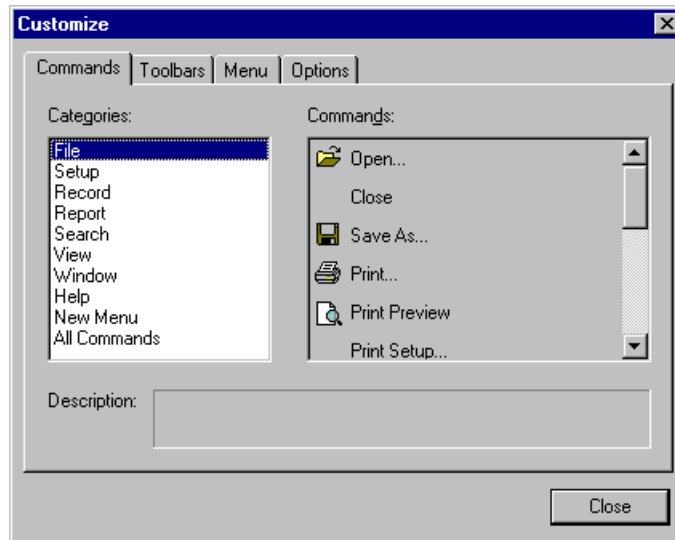 Customize
Commands Toolbars Menu Options
Categories:
File
Setup
Record
Report
Search
View
Window
Help
New Menu
All Commands
Commands:
Open...
Close
Save As...
Print...
Print Preview
Print Setup...
Description:
Close